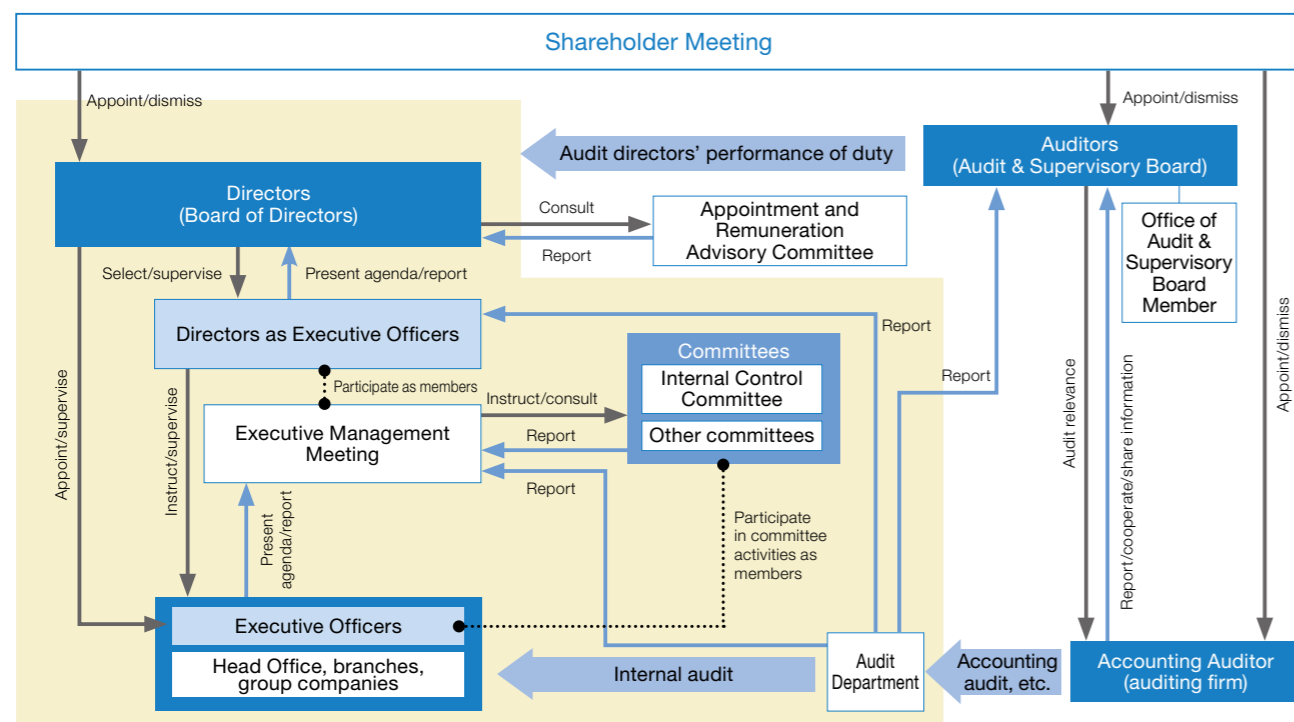 Shareholder Meeting
Appoint/dismiss
Appoint/dismiss
Audit directors' performance of duty
Auditors
(Audit & Supervisory Board)
Directors
(Board of Directors)
Consult
Report
Appointment and
Remuneration
Advisory Committee
Office of
Audit &
Supervisory
Board
Member
Select/supervise
Present agenda/report
Directors as Executive Officers
Report
Committees
Internal Control
Committee
Other committees
Report
Participate as members
Instruct/consult
Executive Management
Meeting
Report
Report
Appoint/supervise
Instruct/supervise
Present
agenda/report
Participate
in committee
activities as
members
Audit relevance
Report/cooperate/share information
Appoint/dismiss
Executive Officers
Head Office, branches,
group companies
Internal audit
Audit
Department
Accounting
audit, etc.
Accounting Auditor
(auditing firm)